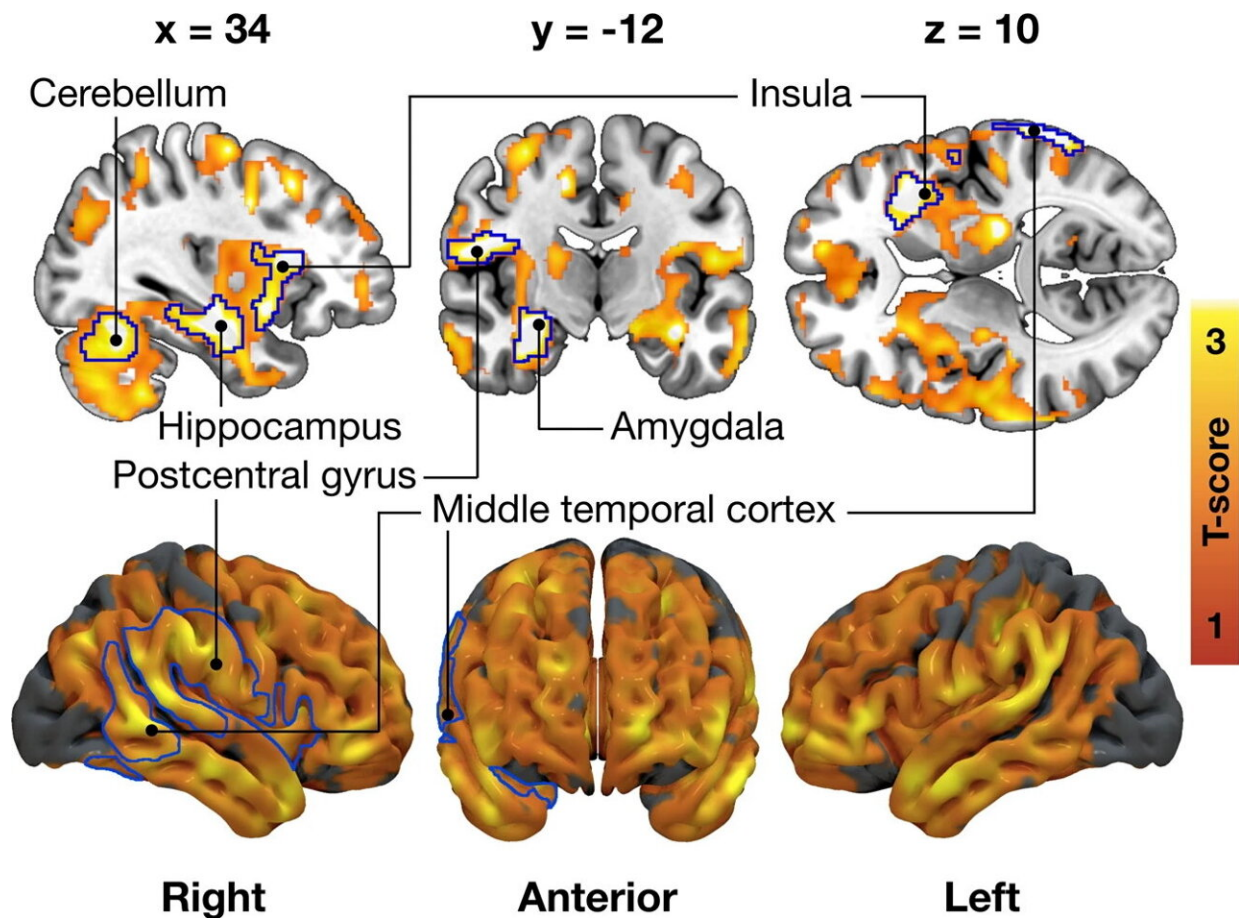 x = 34
y = -12
z = 10
Cerebellum
Insula
Hippocampus
Amygdala
Postcentral gyrus
Middle temporal cortex
3
T-score
1
Right
Anterior
Left